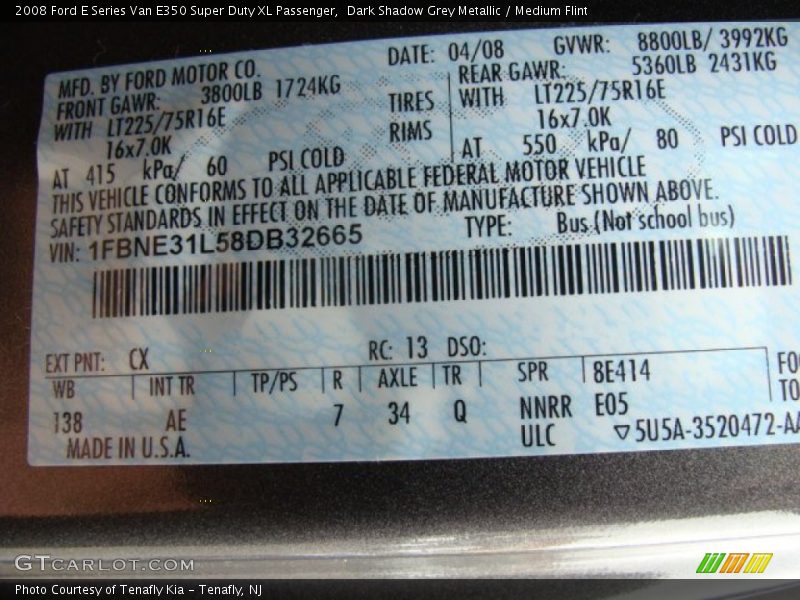 2008 Ford E Series Van E350 Super Duty XL Passenger,  Dark Shadow Grey Metallic / Medium Flint
MFD. BY FORD MOTOR CO. DATE: 04/08 GVWR: 8800LB/ 3992KG
FRONT GAWR: 3800LB 1724KG REAR GAWR: 5360LB 2431KG
WITH LT225/75R16E TIRES WITH LT225/75R16E
16x7.0K RIMS 16x7.0K
AT 415 kPa/ 60 PSI COLD AT 550 kPa/ 80 PSI COLD
THIS VEHICLE CONFORMS TO ALL APPLICABLE FEDERAL MOTOR VEHICLE
SAFETY STANDARDS IN EFFECT ON THE DATE OF MANUFACTURE SHOWN ABOVE.
VIN: 1FBNE31L58DB32665 TYPE: Bus (Not school bus)
EXT PNT: CX RC: 13 DSO:
WB INT TR TP/PS R AXLE TR SPR 8E414
138 AE 7 34 Q NNRR E05
MADE IN U.S.A. ULC ▽5U5A-3520472-AA
GTCARLOT.COM
Photo Courtesy of Tenafly Kia - Tenafly, NJ